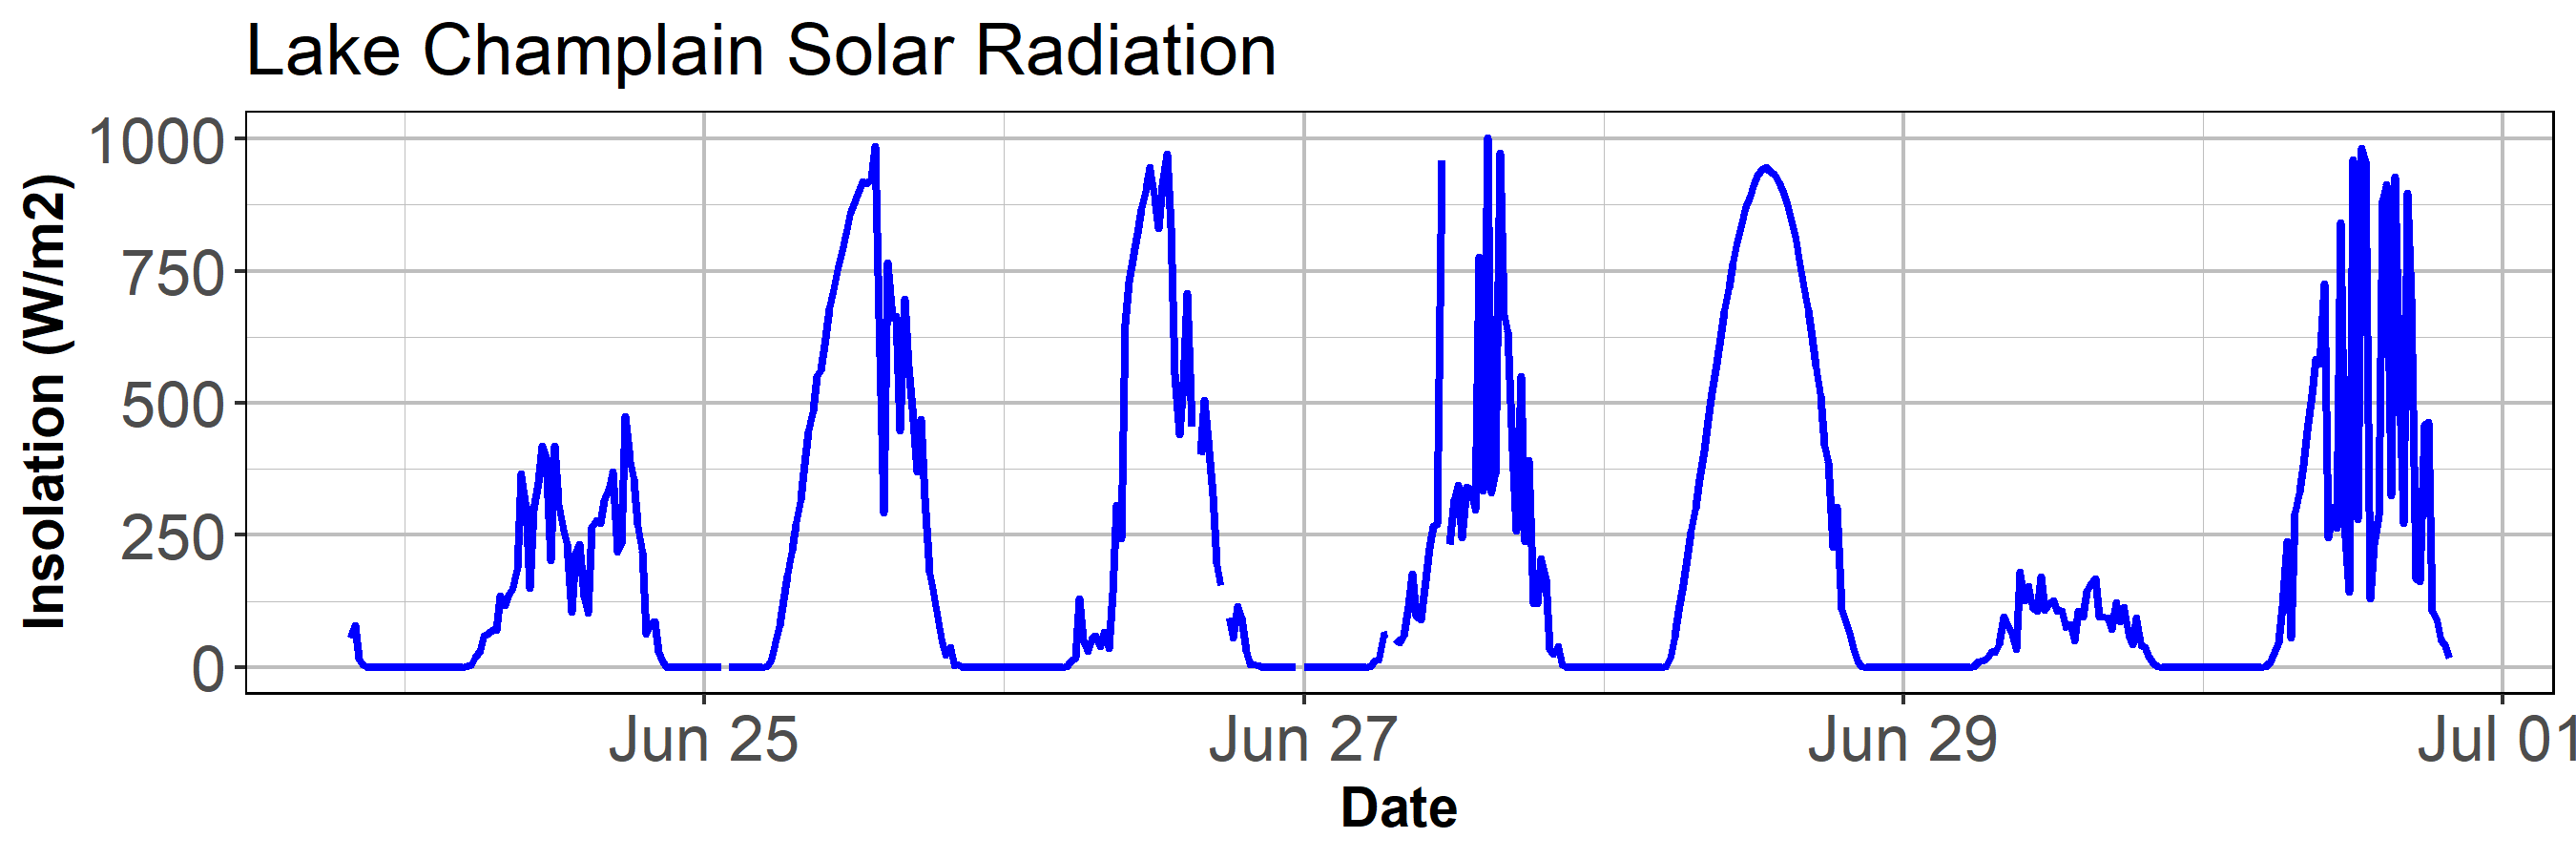 Lake Champlain Solar Radiation
Insolation (W/m2)
1000
750
500
250
0
Jun 25 Jun 27 Jun 29 Jul 01
Date